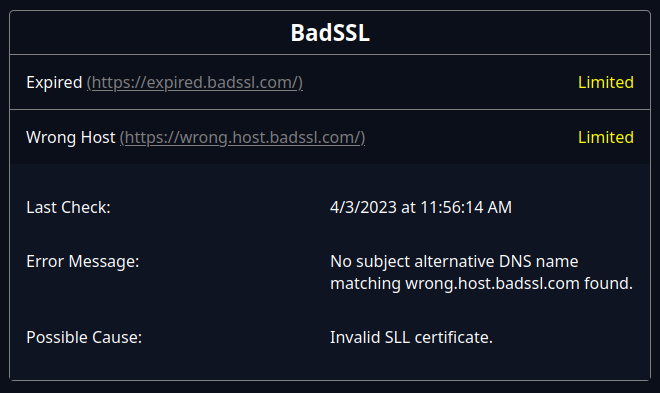 BadSSL
Expired (https://expired.badssl.com/) Limited
Wrong Host (https://wrong.host.badssl.com/) Limited
Last Check: 4/3/2023 at 11:56:14 AM
Error Message: No subject alternative DNS name
matching wrong.host.badssl.com found.
Possible Cause: Invalid SLL certificate.